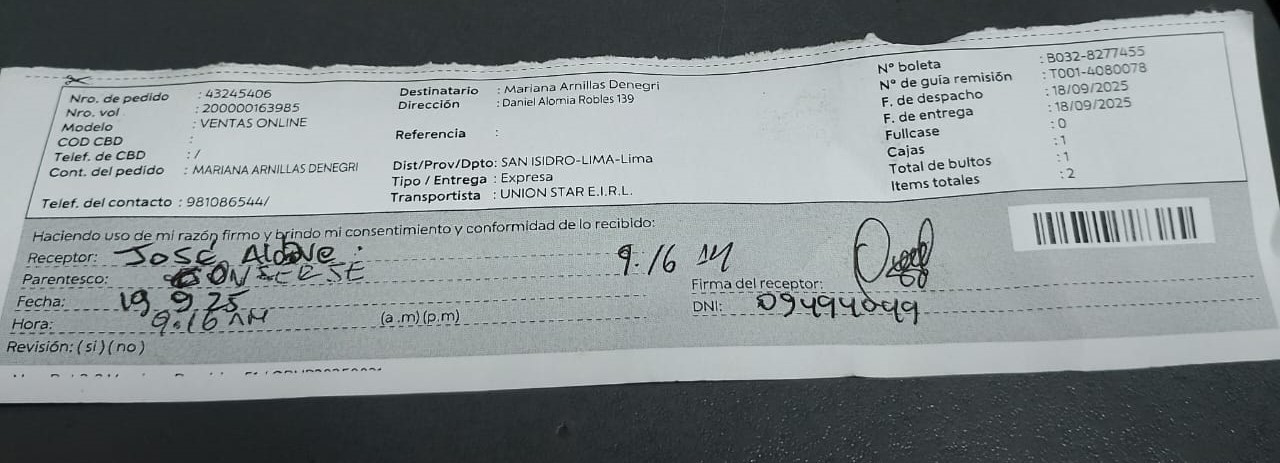 Nro. de pedido : 43245406
Nro. vol : 200000163985
Modelo : VENTAS ONLINE
COD CBD :
Telef. de CBD : /
Cont. del pedido : MARIANA ARNILLAS DENEGRI
Telef. del contacto : 981086544/
Destinatario : Mariana Arnillas Denegri
Dirección : Daniel Alomia Robles 139
Referencia :
Dist/Prov/Dpto: SAN ISIDRO-LIMA-Lima
Tipo / Entrega : Expresa
Transportista : UNION STAR E.I.R.L.
N° boleta : B032-8277455
N° de guía remisión : T001-4080078
F. de despacho : 18/09/2025
F. de entrega : 18/09/2025
Fullcase : 0
Cajas : 1
Total de bultos : 1
Items totales : 2
Haciendo uso de mi razón firmo y brindo mi consentimiento y conformidad de lo recibido:
Receptor: José Aldave
Parentesco:
Fecha: 19 9 25
Hora: 9:16 AM (a.m)(p.m)
Revisión: (si)(no)
9.16
Firma del receptor:
DNI: